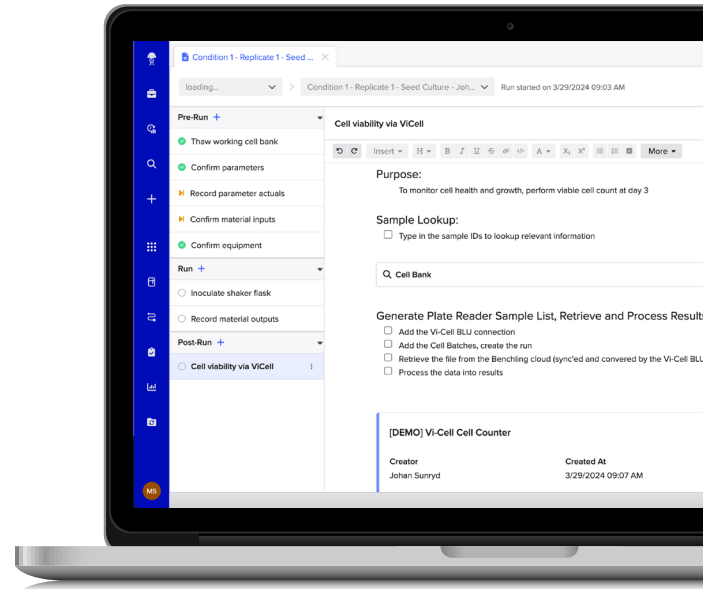 Condition 1 - Replicate 1 - Seed ...
loading...
Condition 1 - Replicate 1 - Seed Culture - Joh...
Run started on 3/29/2024 09:03 AM
Pre-Run
Thaw working cell bank
Confirm parameters
Record parameter actuals
Confirm material inputs
Confirm equipment
Run
Inoculate shaker flask
Record material outputs
Post-Run
Cell viability via ViCell
MS
Cell viability via ViCell
Insert H B I U S A X₁ X² More
Purpose:
To monitor cell health and growth, perform viable cell count at day 3
Sample Lookup:
Type in the sample IDs to lookup relevant information
Cell Bank
Generate Plate Reader Sample List, Retrieve and Process Results
Add the Vi-Cell BLU connection
Add the Cell Batches, create the run
Retrieve the file from the Benchling cloud (sync'ed and convered by the Vi-Cell BLU
Process the data into results
[DEMO] Vi-Cell Cell Counter
Creator
Created At
Johan Sunryd
3/29/2024 09:07 AM